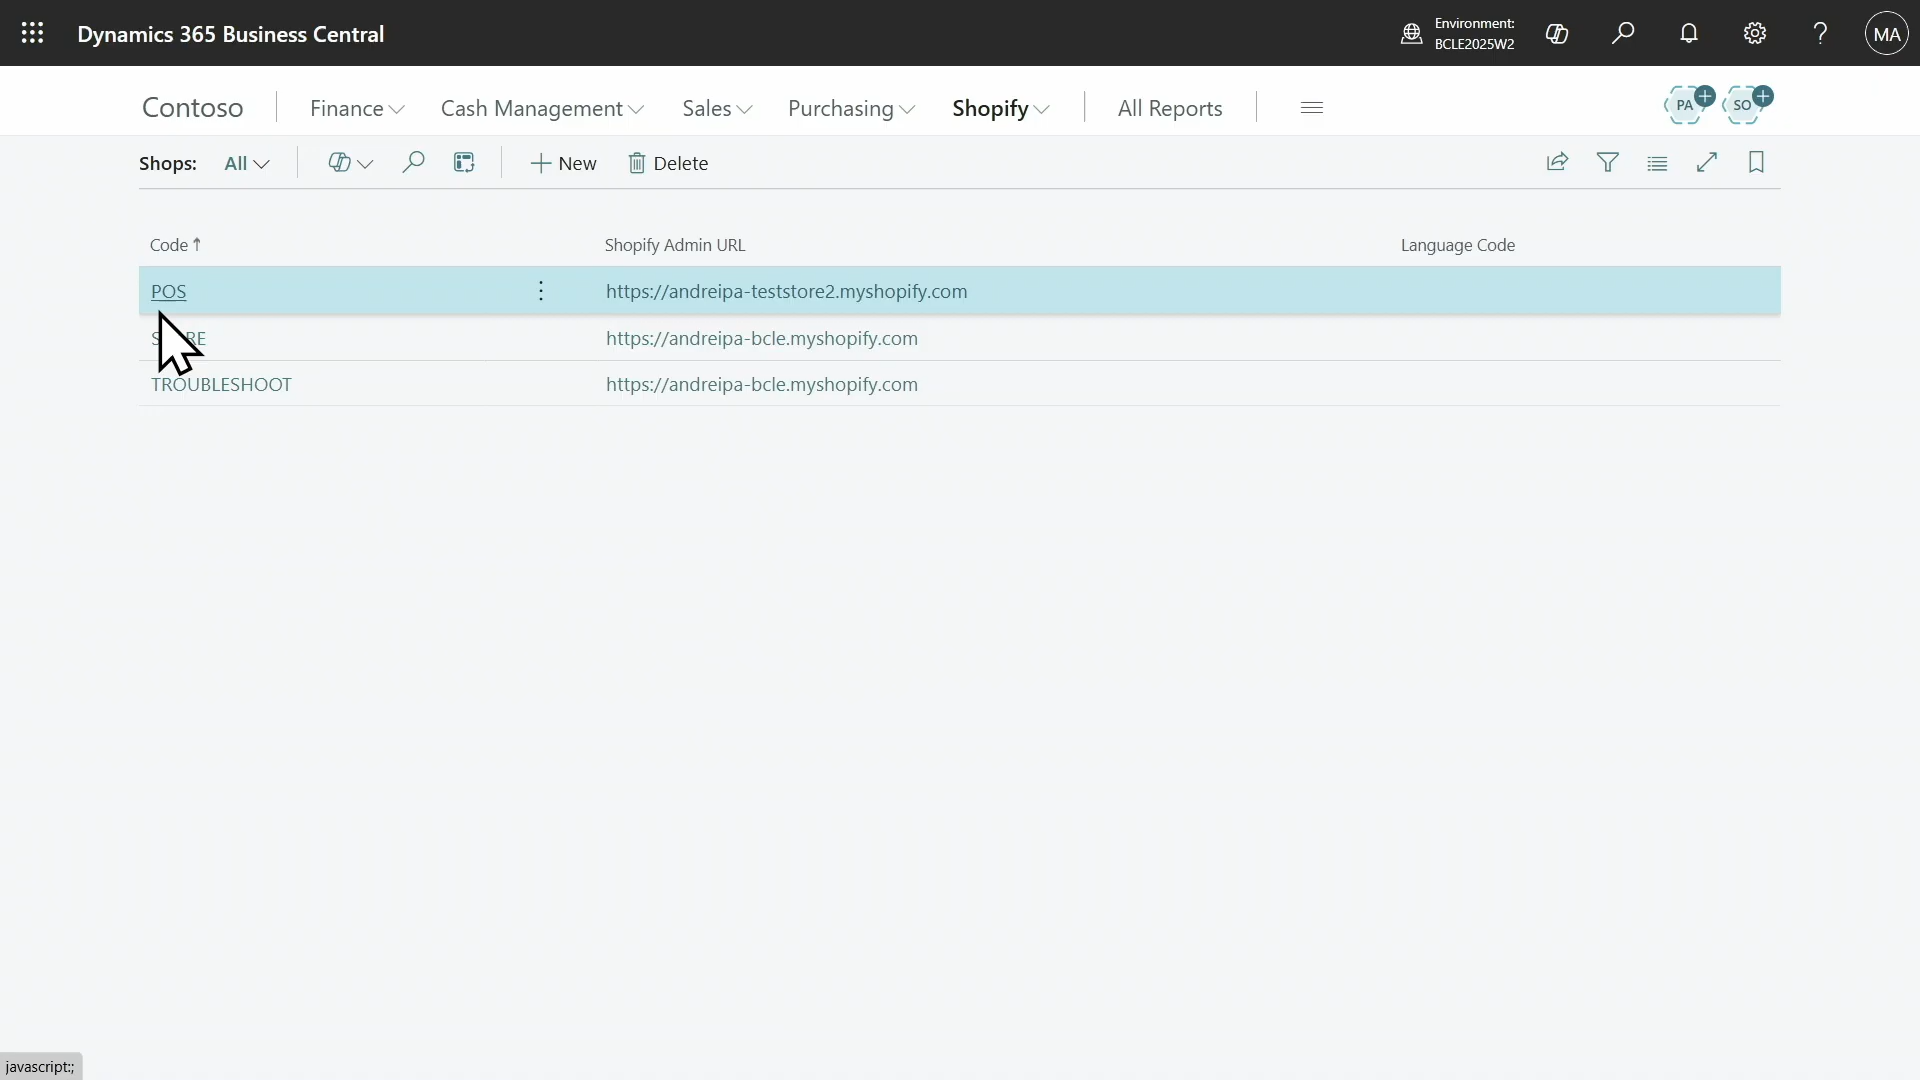 Dynamics 365 Business Central
Environment:
BCLE2025W2
MA
Contoso
Finance
Cash Management
Sales
Purchasing
Shopify
All Reports
PA
SO
Shops:
All
New
Delete
Code ↑
Shopify Admin URL
Language Code
POS
https://andreipa-teststore2.myshopify.com
https://andreipa-bcle.myshopify.com
TROUBLESHOOT
https://andreipa-bcle.myshopify.com
javascript:;